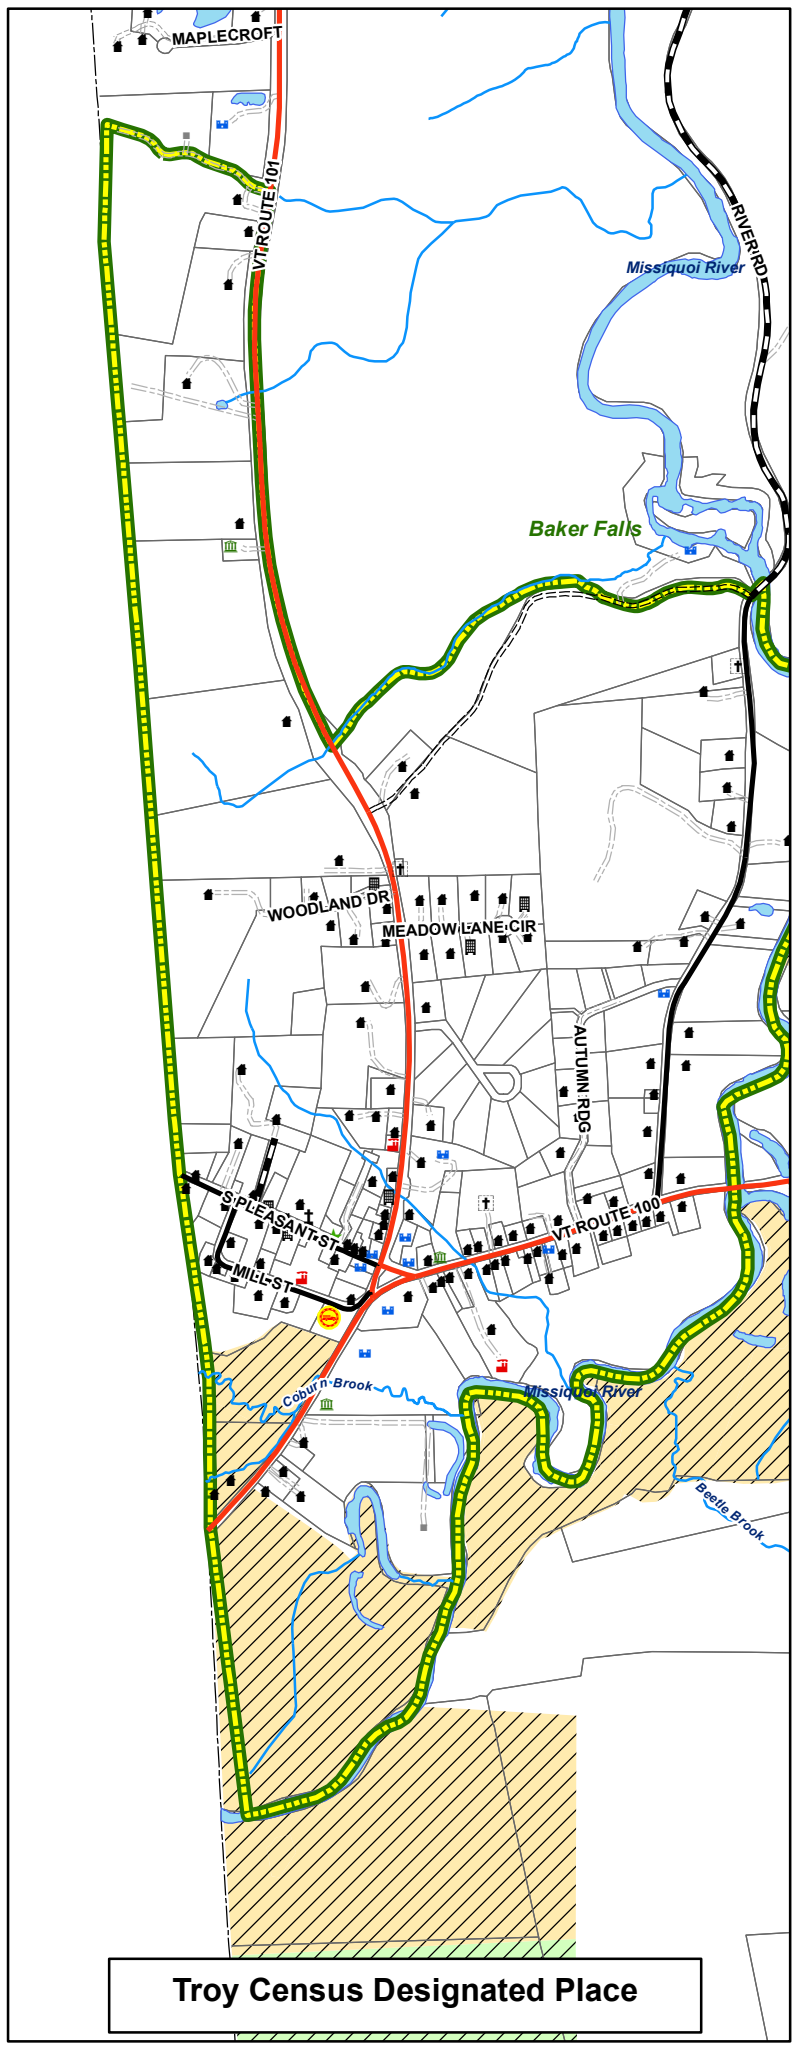 MAPLECROFT
VT ROUTE 101
RIVER RD
Missiquoi River
Baker Falls
WOODLAND DR
MEADOW LANE CIR
AUTUMN RDG
S PLEASANT ST
VT ROUTE 100
MILL ST
Coburn Brook
Missiquoi River
Beetle Brook
Troy Census Designated Place